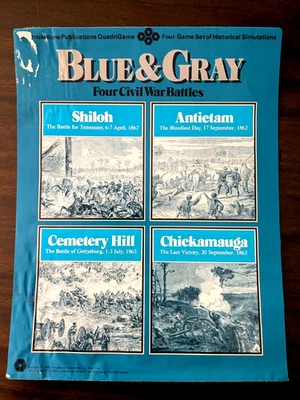 Simulations Publications QuadriGame Four-Game Set of Historical Simulations
BLUE & GRAY
Four Civil War Battles
Shiloh
The Battle for Tennessee, 6-7 April, 1862
Antietam
The Bloodiest Day, 17 September, 1862
Cemetery Hill
The Battle of Gettysburg, 1-3 July, 1863
Chickamauga
The Last Victory, 20 September, 1863